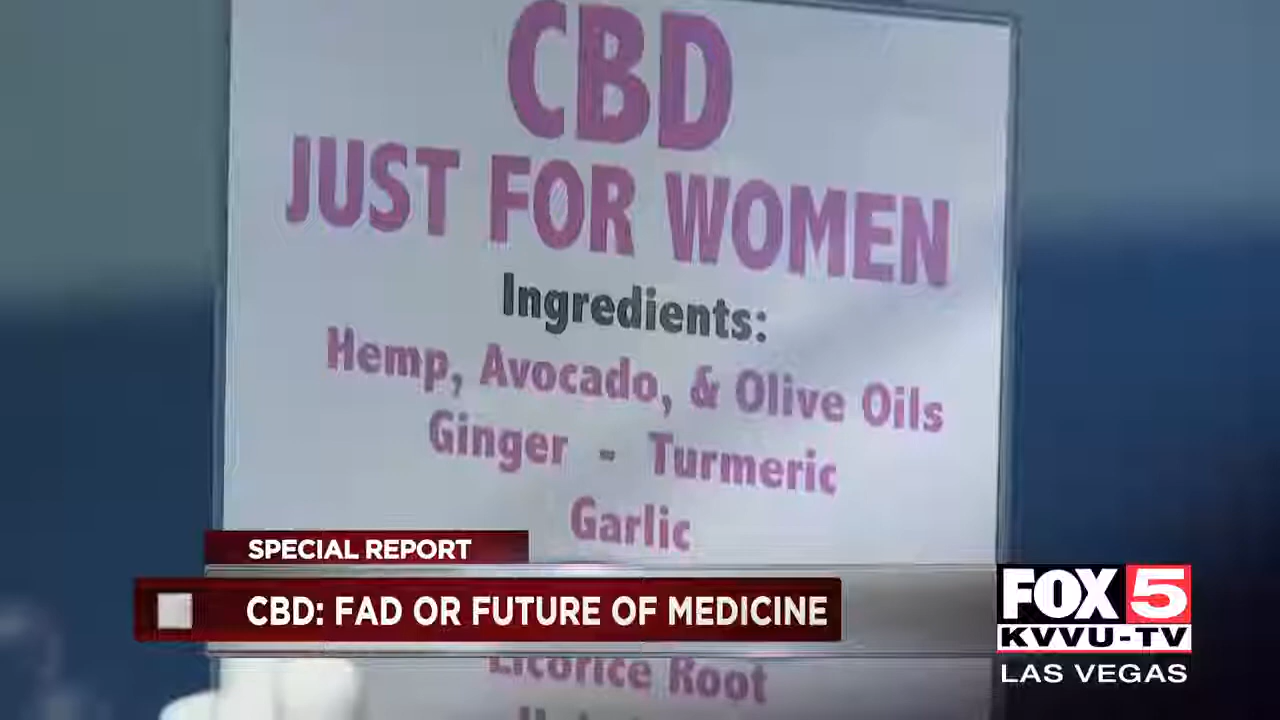 CBD
JUST FOR WOMEN
Ingredients:
Hemp, Avocado, & Olive Oils
Ginger - Turmeric
Garlic
SPECIAL REPORT
CBD: FAD OR FUTURE OF MEDICINE
Licorice Root
FOX 5
KVVU-TV
LAS VEGAS